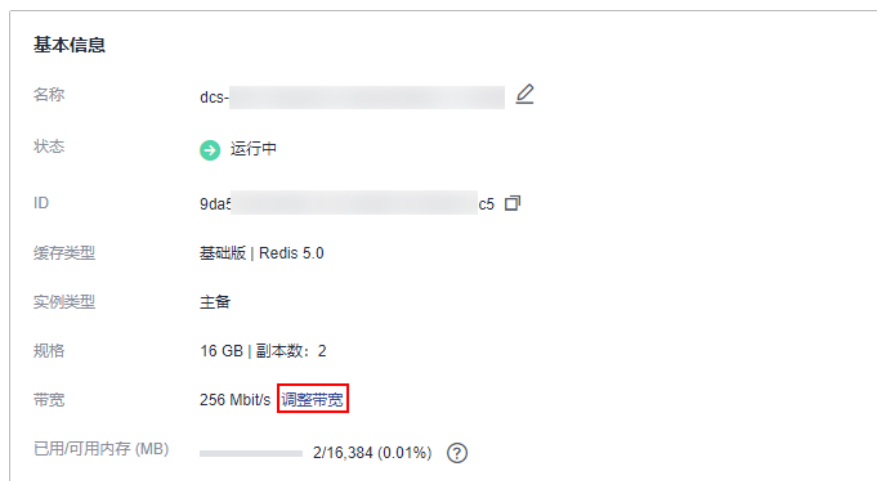 基本信息
名称 dcs-
状态 运行中
ID 9da5 c5
缓存类型 基础版 | Redis 5.0
实例类型 主备
规格 16 GB | 副本数：2
带宽 256 Mbit/s 调整带宽
已用/可用内存 (MB) 2/16,384 (0.01%) ?